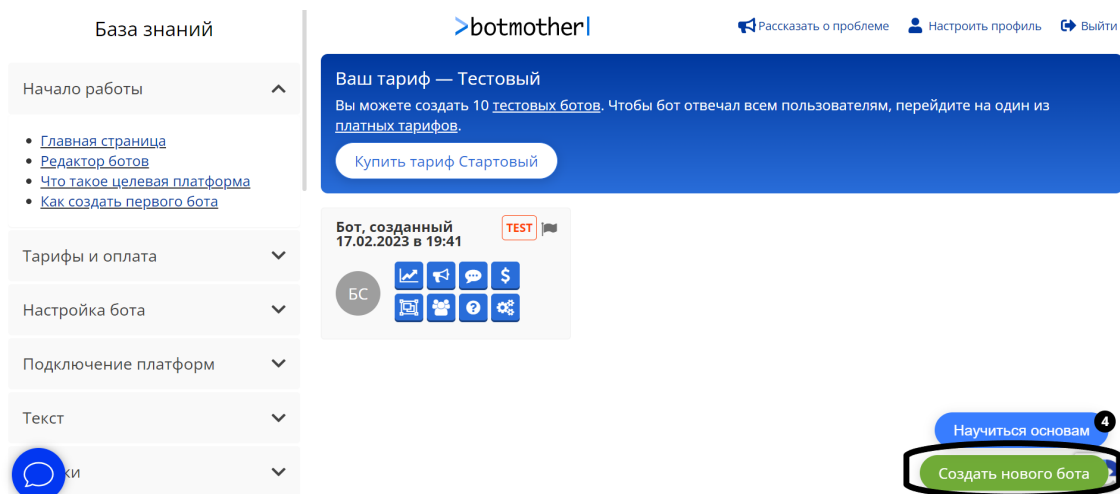 База знаний
Начало работы
Главная страница
Редактор ботов
Что такое целевая платформа
Как создать первого бота
Тарифы и оплата
Настройка бота
Подключение платформ
Текст
ки
>botmother
Рассказать о проблеме
Настроить профиль
Выйти
Ваш тариф — Тестовый
Вы можете создать 10 тестовых ботов. Чтобы бот отвечал всем пользователям, перейдите на один из
платных тарифов.
Купить тариф Стартовый
Бот, созданный
17.02.2023 в 19:41
TEST
БС
Научиться основам
4
Создать нового бота